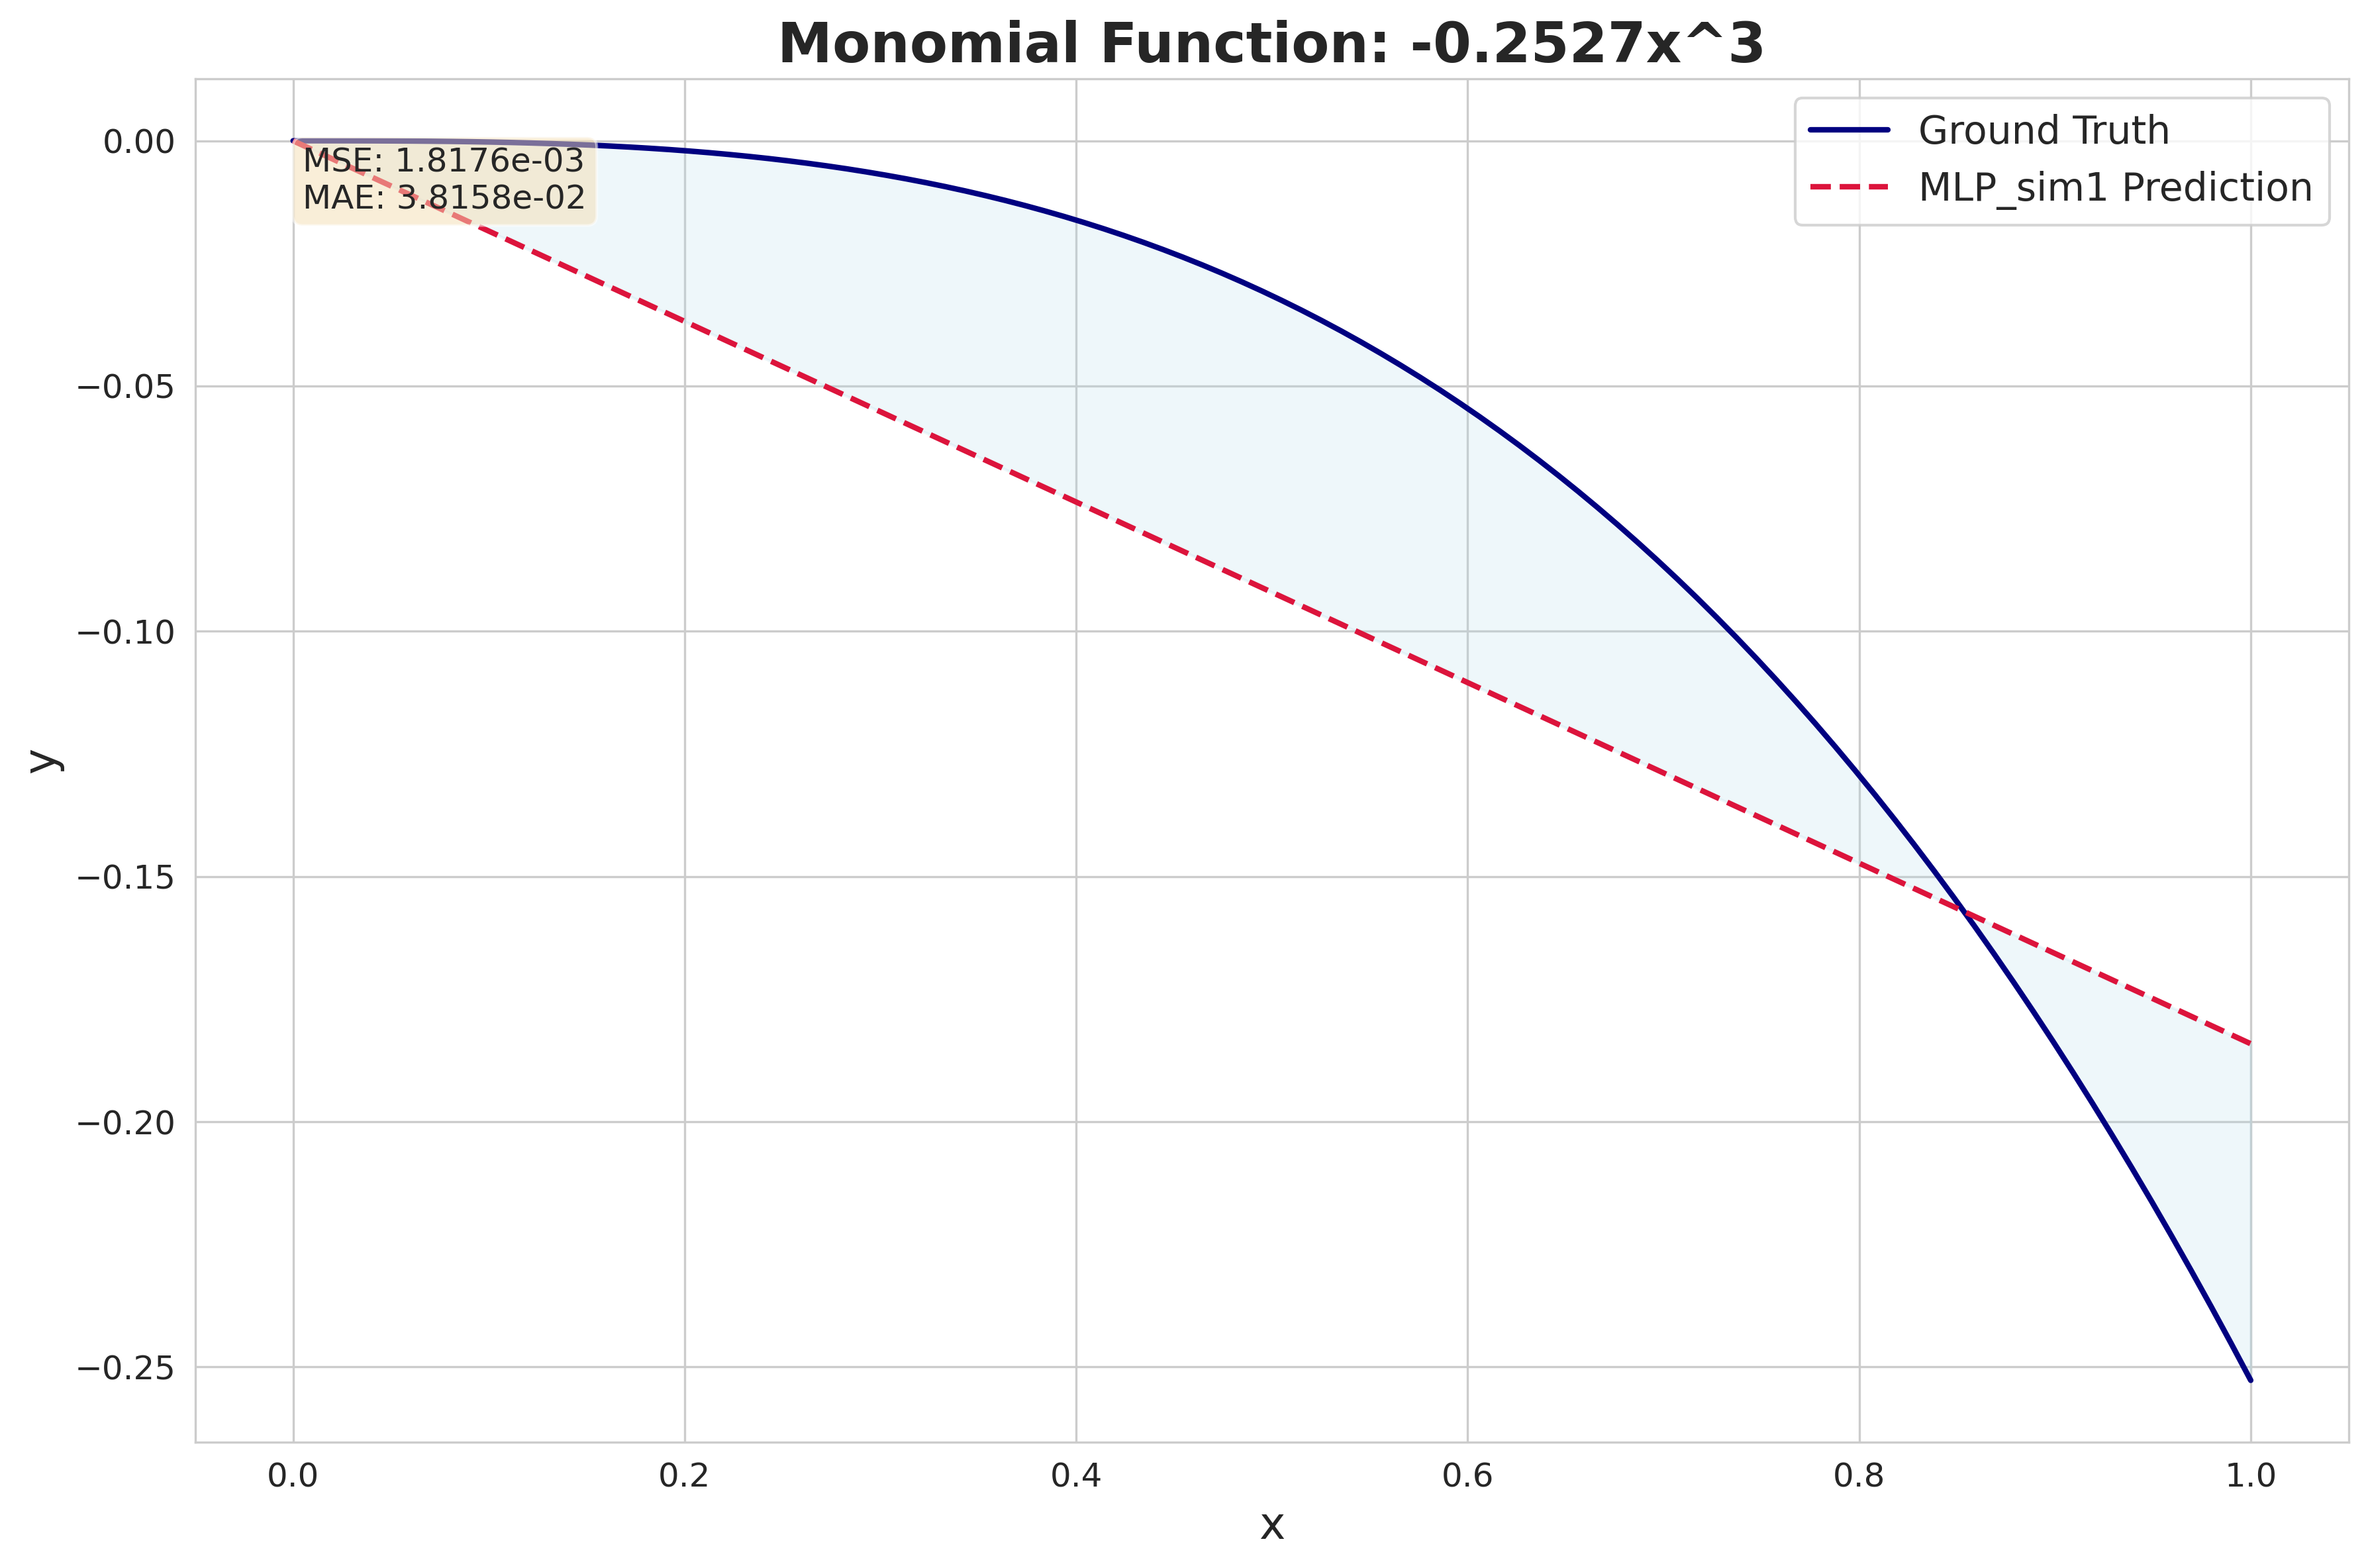 Monomial Function: -0.2527x^3
Ground Truth
MLP_sim1 Prediction
MSE: 1.8176e-03
MAE: 3.8158e-02
0.00
−0.05
−0.10
−0.15
−0.20
−0.25
y
0.0 0.2 0.4 0.6 0.8 1.0
x